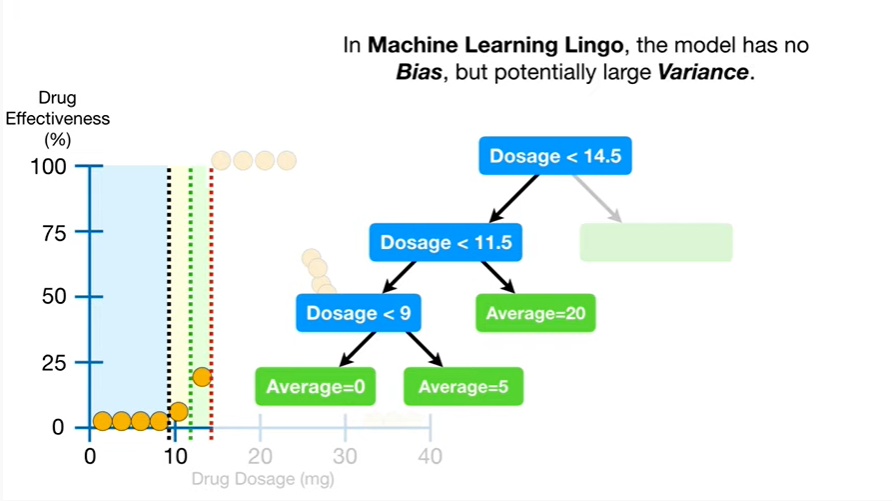 In Machine Learning Lingo, the model has no
Bias, but potentially large Variance.
Drug
Effectiveness
(%)
100
75
50
25
0
0
10
20
30
40
Drug Dosage (mg)
Dosage < 14.5
Dosage < 11.5
Dosage < 9
Average=20
Average=0
Average=5